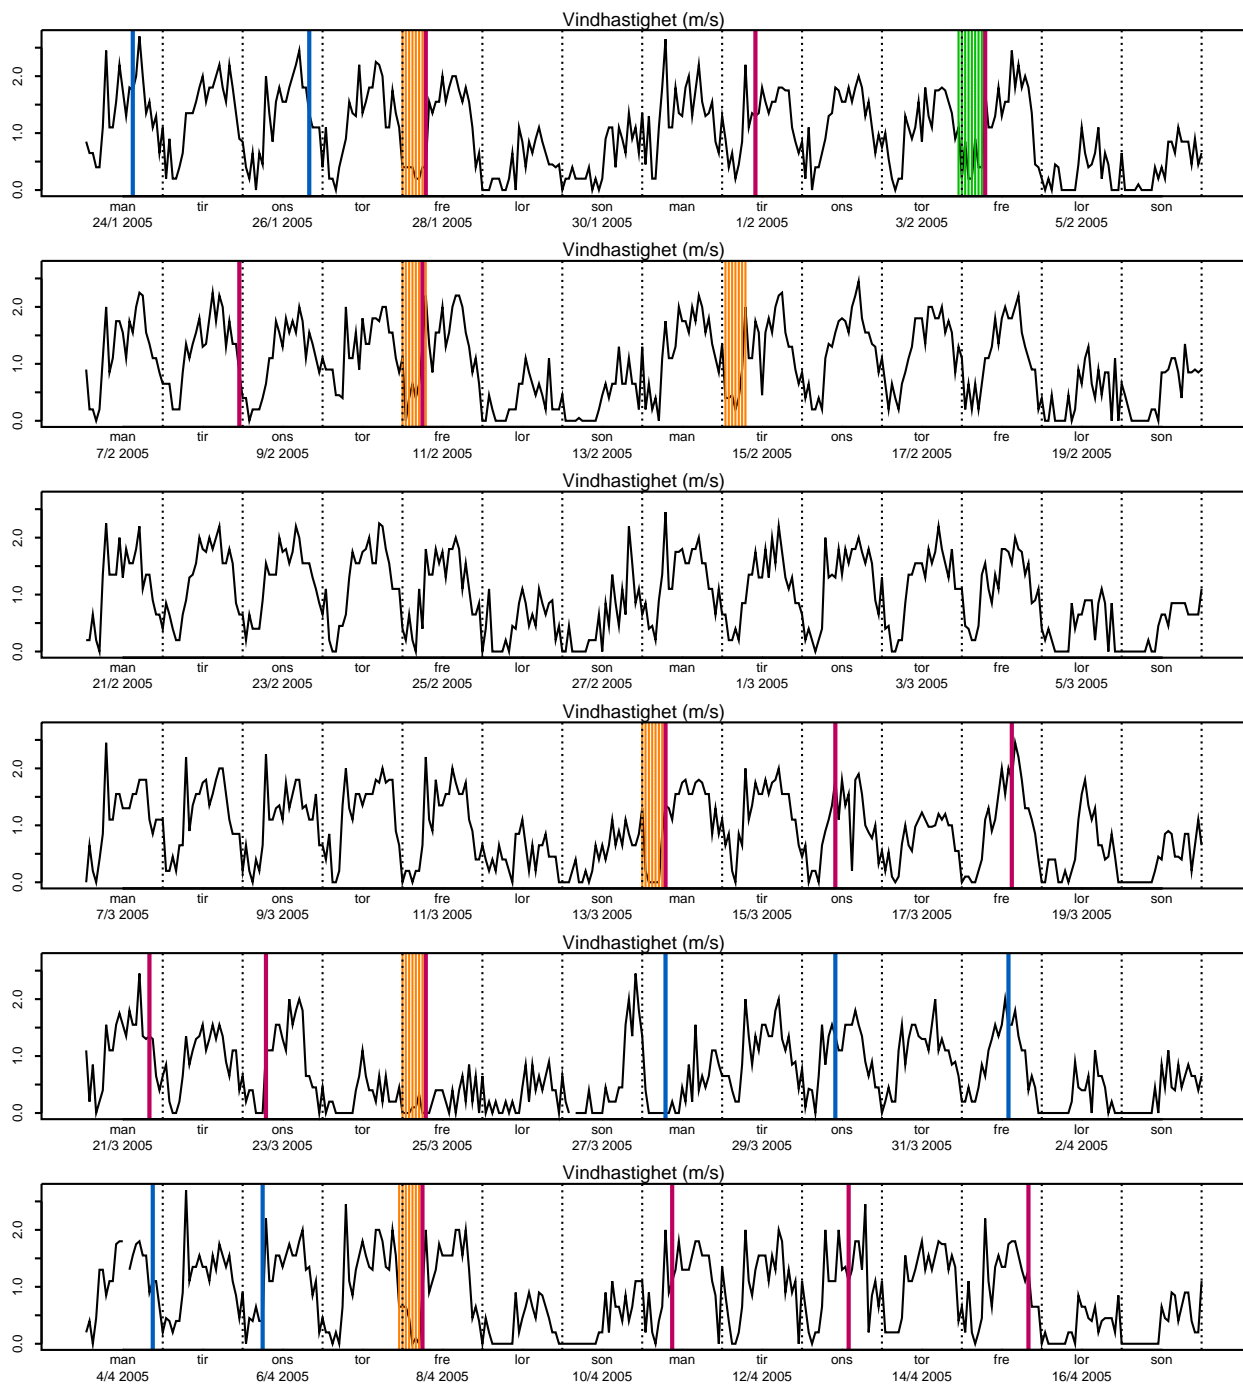 Vindhastighet (m/s)
0.0 1.0 2.0
man tir ons tor fre lor son man tir ons tor fre lor son
24/1 2005 26/1 2005 28/1 2005 30/1 2005 1/2 2005 3/2 2005 5/2 2005
Vindhastighet (m/s)
0.0 1.0 2.0
man tir ons tor fre lor son man tir ons tor fre lor son
7/2 2005 9/2 2005 11/2 2005 13/2 2005 15/2 2005 17/2 2005 19/2 2005
Vindhastighet (m/s)
0.0 1.0 2.0
man tir ons tor fre lor son man tir ons tor fre lor son
21/2 2005 23/2 2005 25/2 2005 27/2 2005 1/3 2005 3/3 2005 5/3 2005
Vindhastighet (m/s)
0.0 1.0 2.0
man tir ons tor fre lor son man tir ons tor fre lor son
7/3 2005 9/3 2005 11/3 2005 13/3 2005 15/3 2005 17/3 2005 19/3 2005
Vindhastighet (m/s)
0.0 1.0 2.0
man tir ons tor fre lor son man tir ons tor fre lor son
21/3 2005 23/3 2005 25/3 2005 27/3 2005 29/3 2005 31/3 2005 2/4 2005
Vindhastighet (m/s)
0.0 1.0 2.0
man tir ons tor fre lor son man tir ons tor fre lor son
4/4 2005 6/4 2005 8/4 2005 10/4 2005 12/4 2005 14/4 2005 16/4 2005